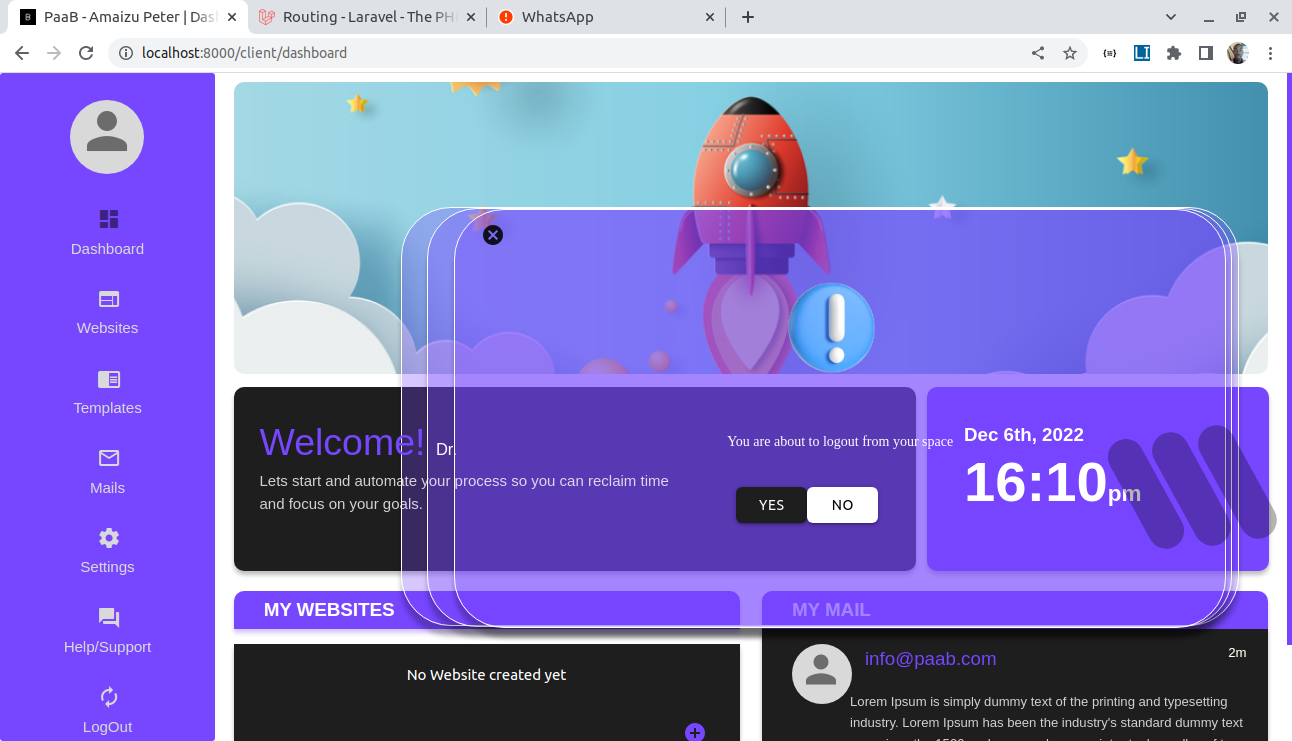 PaaB - Amaizu Peter | Das
Routing - Laravel - The PH
WhatsApp
localhost:8000/client/dashboard
LI
Dashboard
Websites
Templates
Mails
Settings
Help/Support
LogOut
Welcome! Dr.
Lets start and automate your process so you can reclaim time
and focus on your goals.
You are about to logout from your space
YES
NO
Dec 6th, 2022
16:10pm
MY WEBSITES
No Website created yet
MY MAIL
info@paab.com
2m
Lorem Ipsum is simply dummy text of the printing and typesetting
industry. Lorem Ipsum has been the industry's standard dummy text